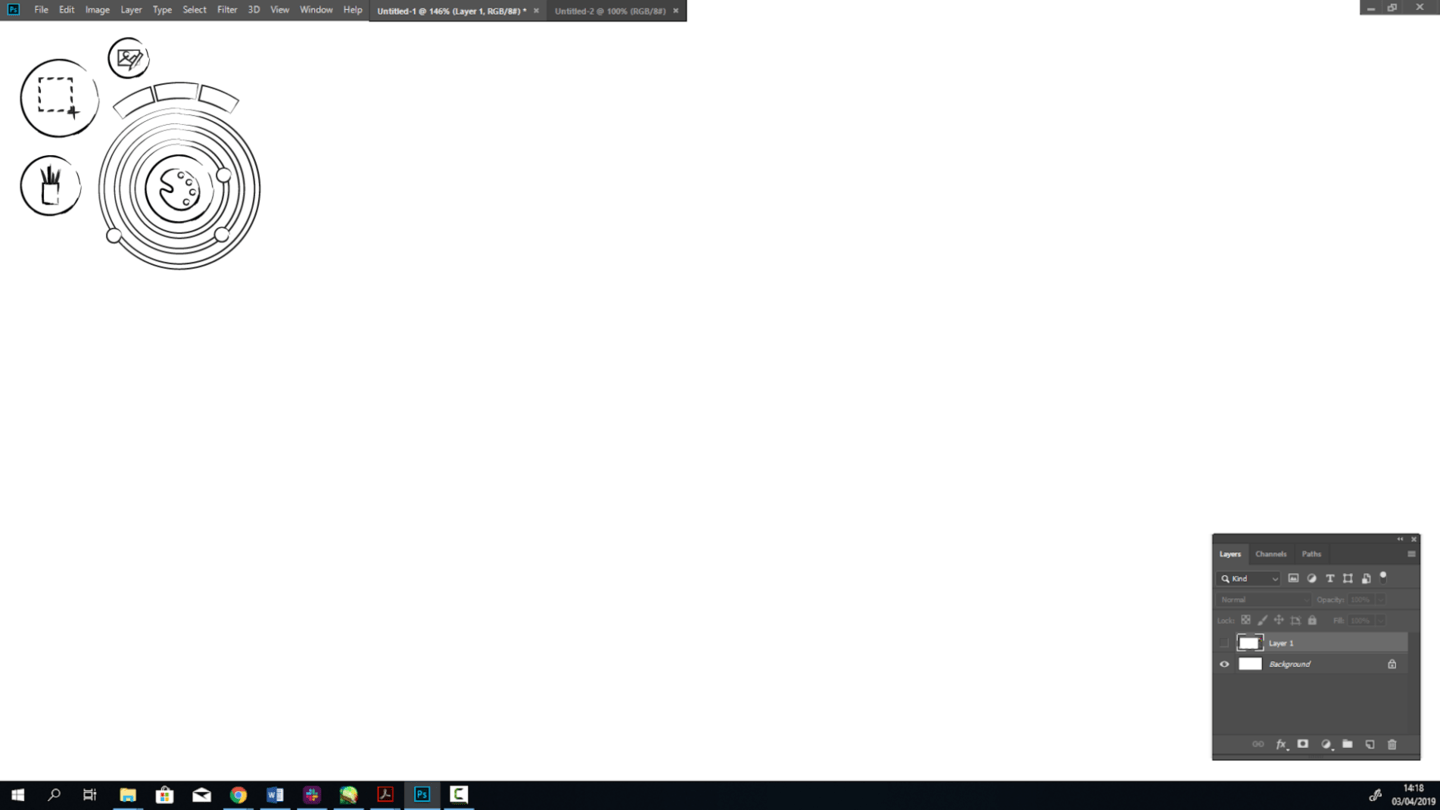 Ps File Edit Image Layer Type Select Filter 3D View Window Help Untitled-1 @ 146% (Layer 1, RGB/8#) * × Untitled-2 @ 100% (RGB/8#) ×
Layers Channels Paths
Kind
Normal Opacity: 100%
Lock: Fill: 100%
Layer 1
Background
fx
Ps
14:18
03/04/2019